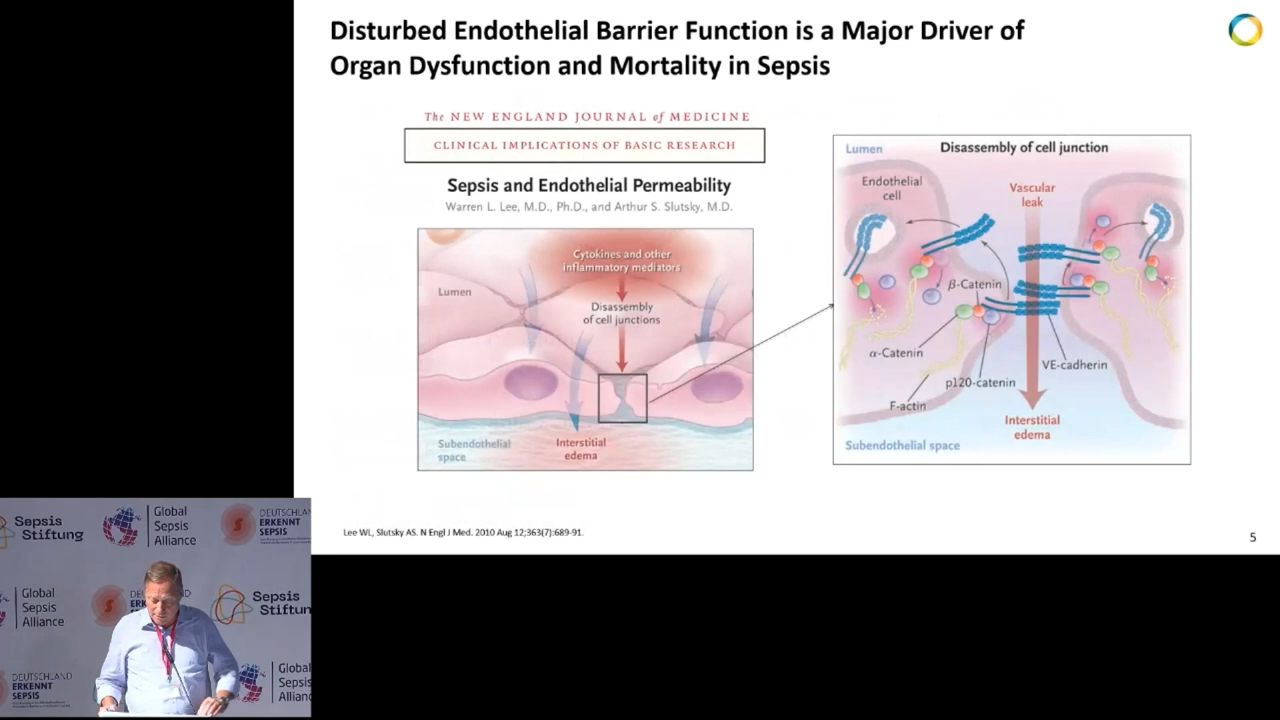 Disturbed Endothelial Barrier Function is a Major Driver of
Organ Dysfunction and Mortality in Sepsis
The NEW ENGLAND JOURNAL of MEDICINE
CLINICAL IMPLICATIONS OF BASIC RESEARCH
Sepsis and Endothelial Permeability
Warren L. Lee, M.D., Ph.D., and Arthur S. Slutsky, M.D.
Cytokines and other
inflammatory mediators
Lumen
Disassembly
of cell junctions
Subendothelial
space
Interstitial
edema
Lumen
Disassembly of cell junction
Endothelial
cell
Vascular
leak
β-Catenin
α-Catenin
p120-catenin
VE-cadherin
F-actin
Interstitial
edema
Subendothelial space
Lee WL, Slutsky AS. N Engl J Med. 2010 Aug 12;363(7):689-91.
5
Sepsis
Stiftung
Global
Sepsis
Alliance
DEUTSCHLA
ERKENNT
SEPSIS
Global
Sepsis
Alliance
Sepsis
Stiftun
DEUTSCHLAND
ERKENNT
SEPSIS
Global
Sepsis
Allianc